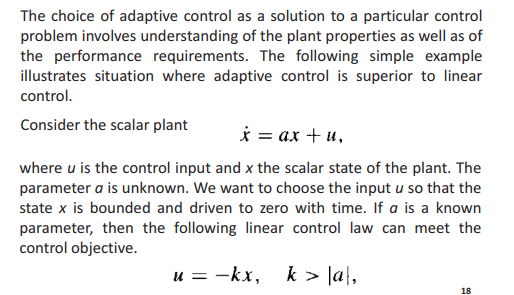 The choice of adaptive control as a solution to a particular control
problem involves understanding of the plant properties as well as of
the performance requirements. The following simple example
illustrates situation where adaptive control is superior to linear
control.
Consider the scalar plant
ẋ = ax + u,
where u is the control input and x the scalar state of the plant. The
parameter a is unknown. We want to choose the input u so that the
state x is bounded and driven to zero with time. If a is a known
parameter, then the following linear control law can meet the
control objective.
u = −kx, k > |a|,
18